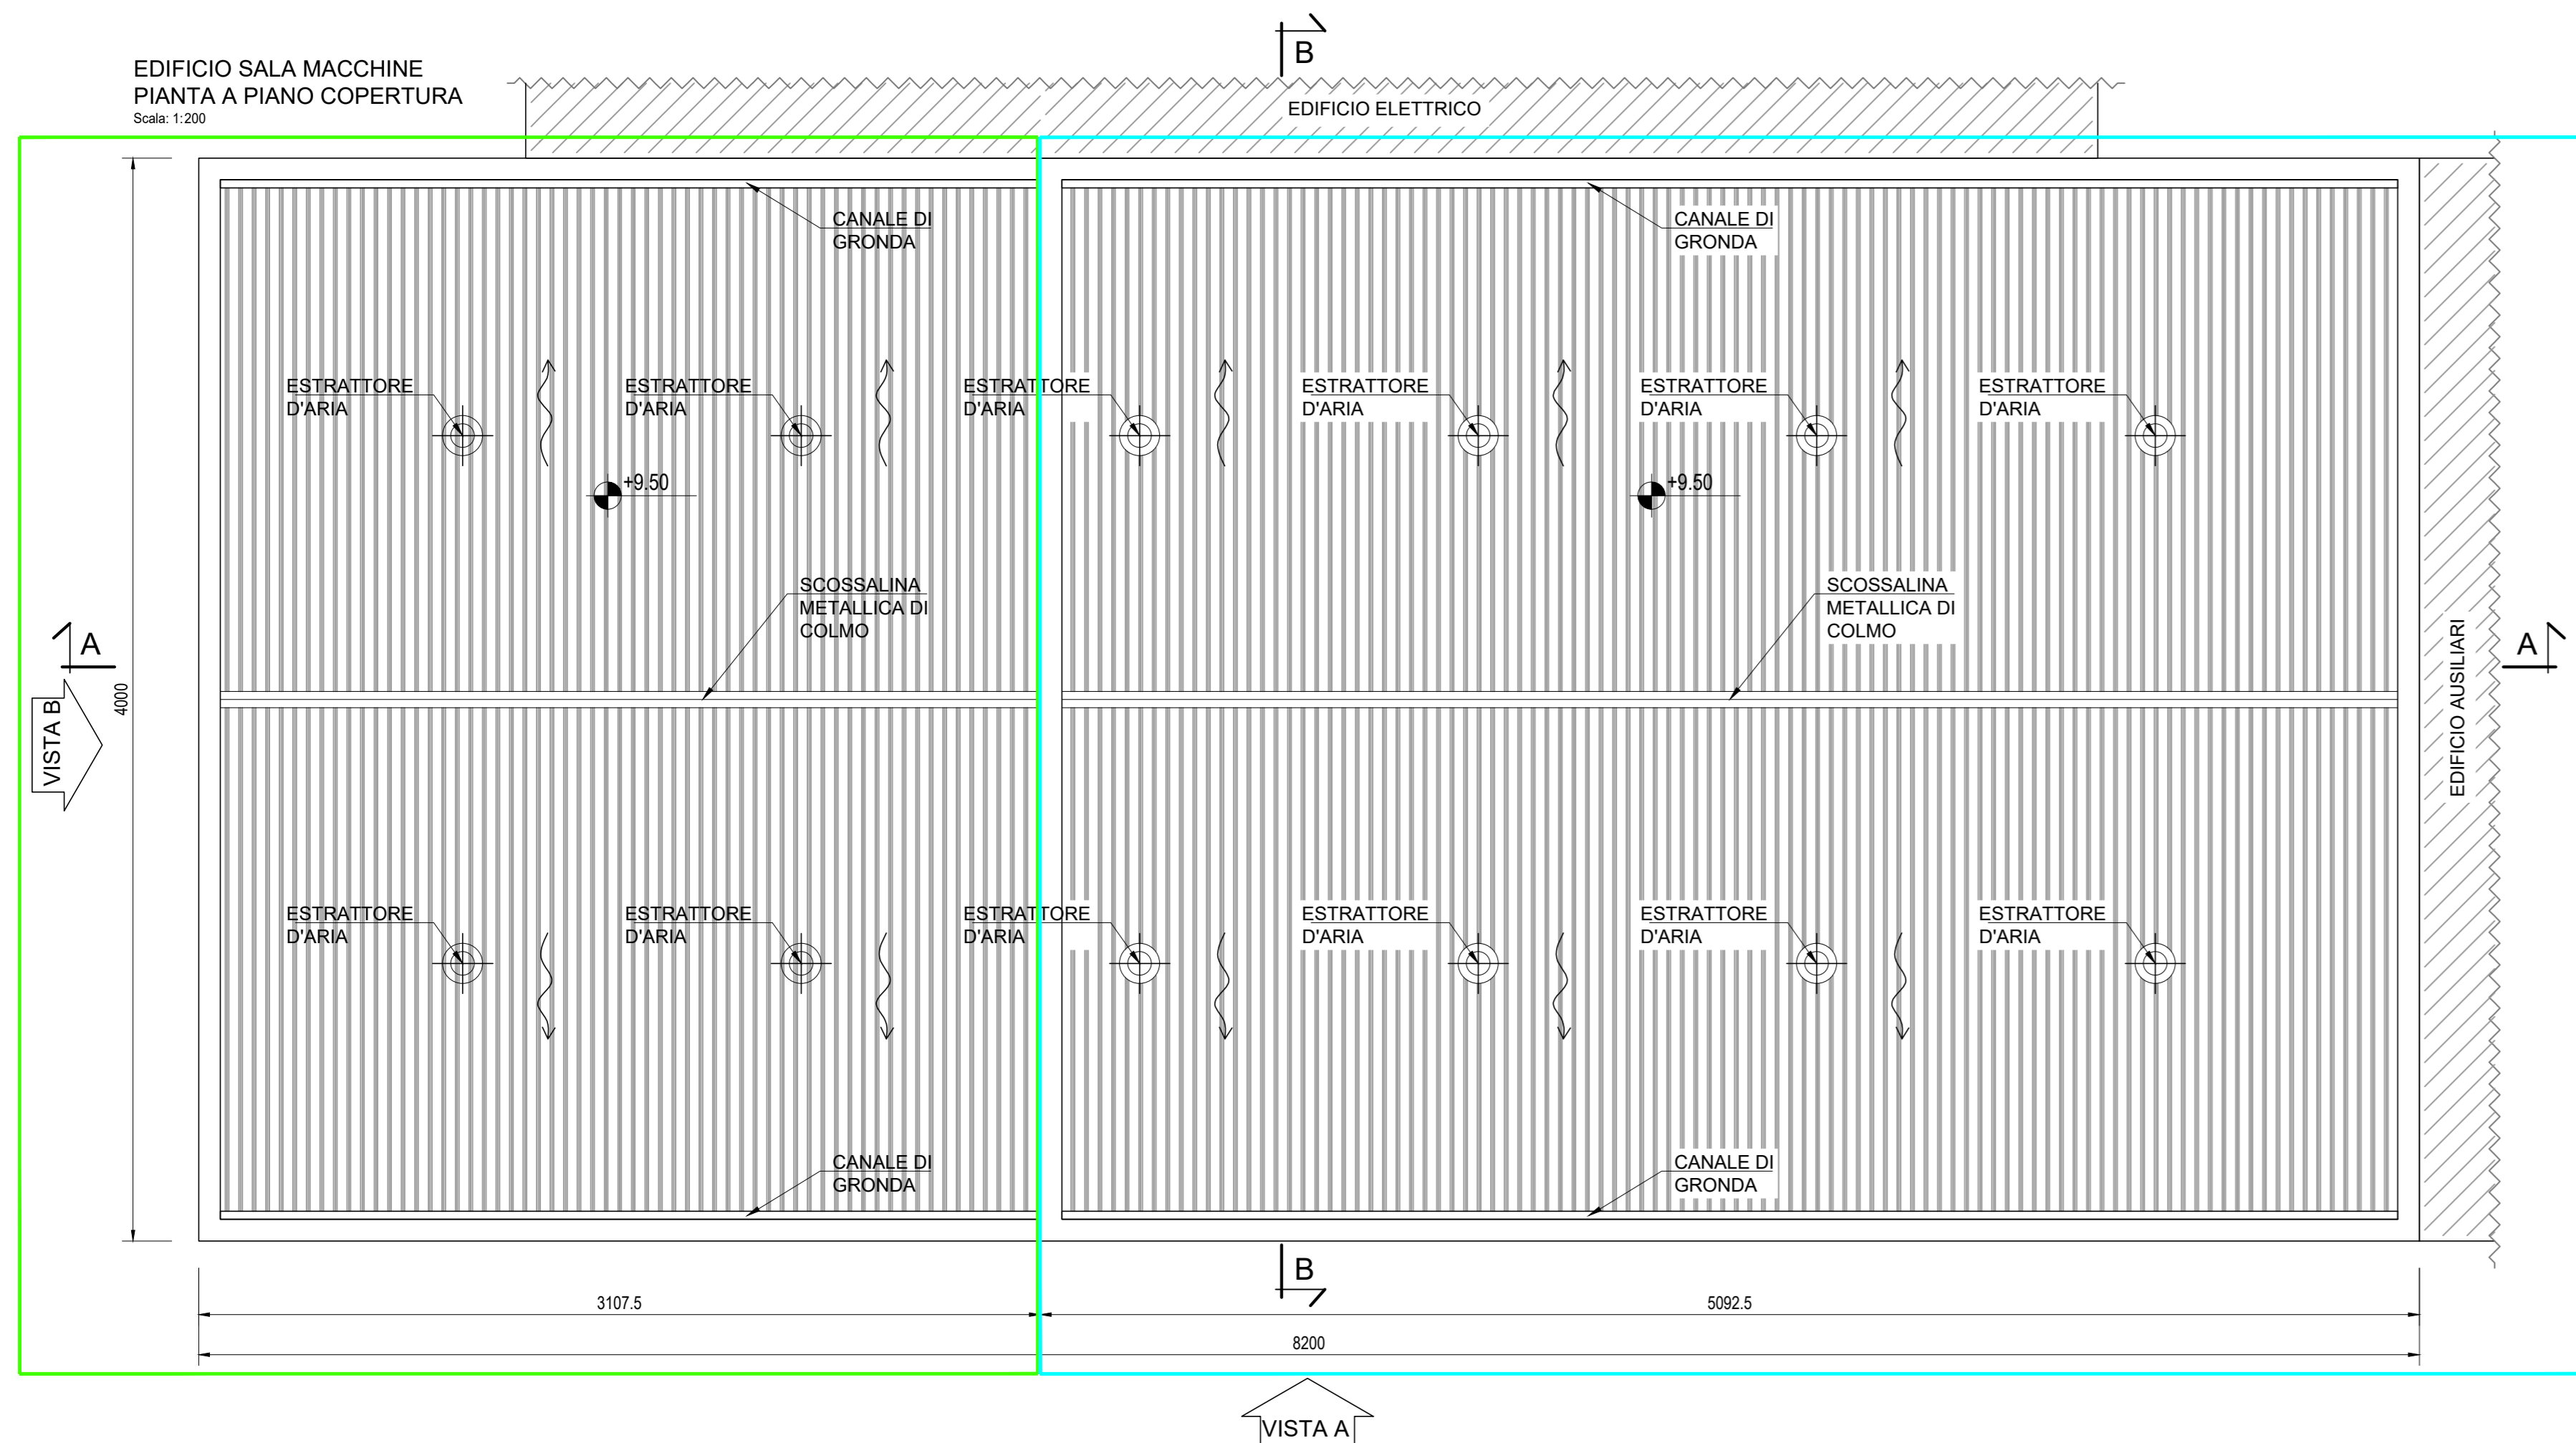 B
EDIFICIO SALA MACCHINE
PIANTA A PIANO COPERTURA
Scala: 1:200
EDIFICIO ELETTRICO
CANALE DI
GRONDA
CANALE DI
GRONDA
ESTRATTORE
D'ARIA
ESTRATTORE
D'ARIA
ESTRATTORE
D'ARIA
ESTRATTORE
D'ARIA
ESTRATTORE
D'ARIA
ESTRATTORE
D'ARIA
+9.50
+9.50
SCOSSALINA
METALLICA DI
COLMO
SCOSSALINA
METALLICA DI
COLMO
A
A
4000
VISTA B
EDIFICIO AUSILIARI
ESTRATTORE
D'ARIA
ESTRATTORE
D'ARIA
ESTRATTORE
D'ARIA
ESTRATTORE
D'ARIA
ESTRATTORE
D'ARIA
ESTRATTORE
D'ARIA
CANALE DI
GRONDA
CANALE DI
GRONDA
B
3107.5
5092.5
8200
VISTA A